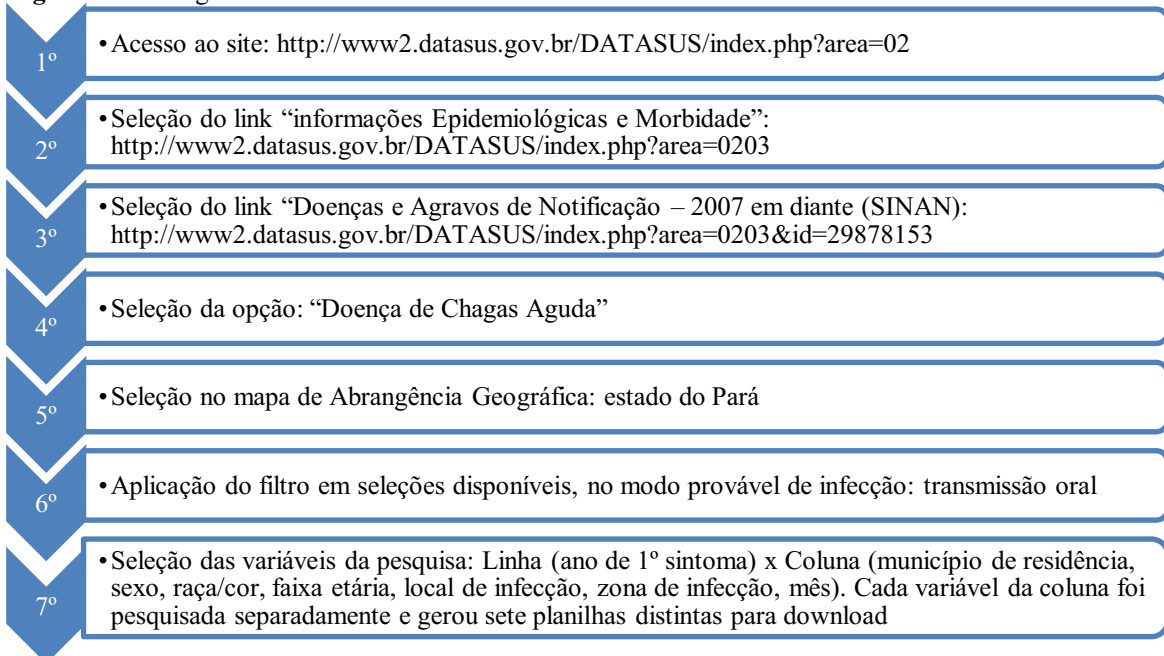 1º
•Acesso ao site: http://www2.datasus.gov.br/DATASUS/index.php?area=02
2º
•Seleção do link “informações Epidemiológicas e Morbidade”:
http://www2.datasus.gov.br/DATASUS/index.php?area=0203
3º
•Seleção do link “Doenças e Agravos de Notificação – 2007 em diante (SINAN):
http://www2.datasus.gov.br/DATASUS/index.php?area=0203&id=29878153
4º
•Seleção da opção: “Doença de Chagas Aguda”
5º
•Seleção no mapa de Abrangência Geográfica: estado do Pará
6º
•Aplicação do filtro em seleções disponíveis, no modo provável de infecção: transmissão oral
7º
•Seleção das variáveis da pesquisa: Linha (ano de 1º sintoma) x Coluna (município de residência,
sexo, raça/cor, faixa etária, local de infecção, zona de infecção, mês). Cada variável da coluna foi
pesquisada separadamente e gerou sete planilhas distintas para download